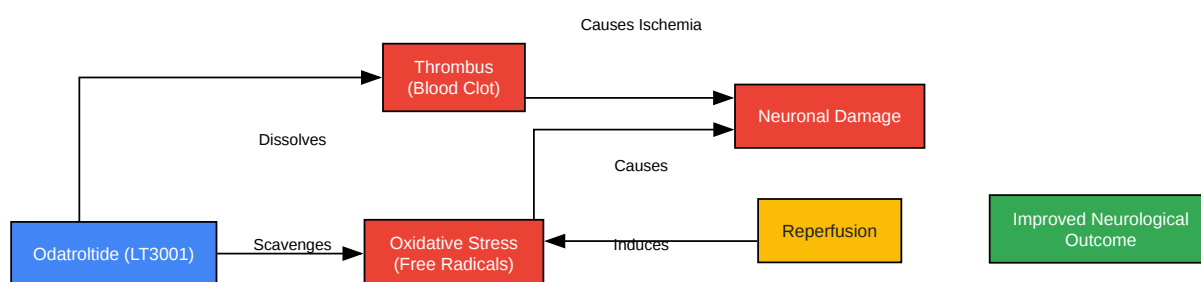 Causes Ischemia
Thrombus
(Blood Clot)
Neuronal Damage
Dissolves
Causes
Odatroltide (LT3001)
Scavenges
Oxidative Stress
(Free Radicals)
Induces
Reperfusion
Improved Neurological
Outcome